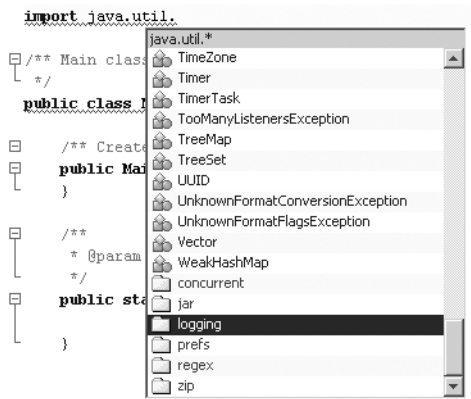 import java.util.
java.util.*
/** Main class
TimeZone
*/
Timer
TimerTask
public class M
TooManyListenersException
/** Create
TreeMap
public Mai
TreeSet
UUID
}
UnknownFormatConversionException
UnknownFormatFlagsException
/**
Vector
* @param
WeakHashMap
*/
concurrent
public sta
jar
logging
}
prefs
regex
zip